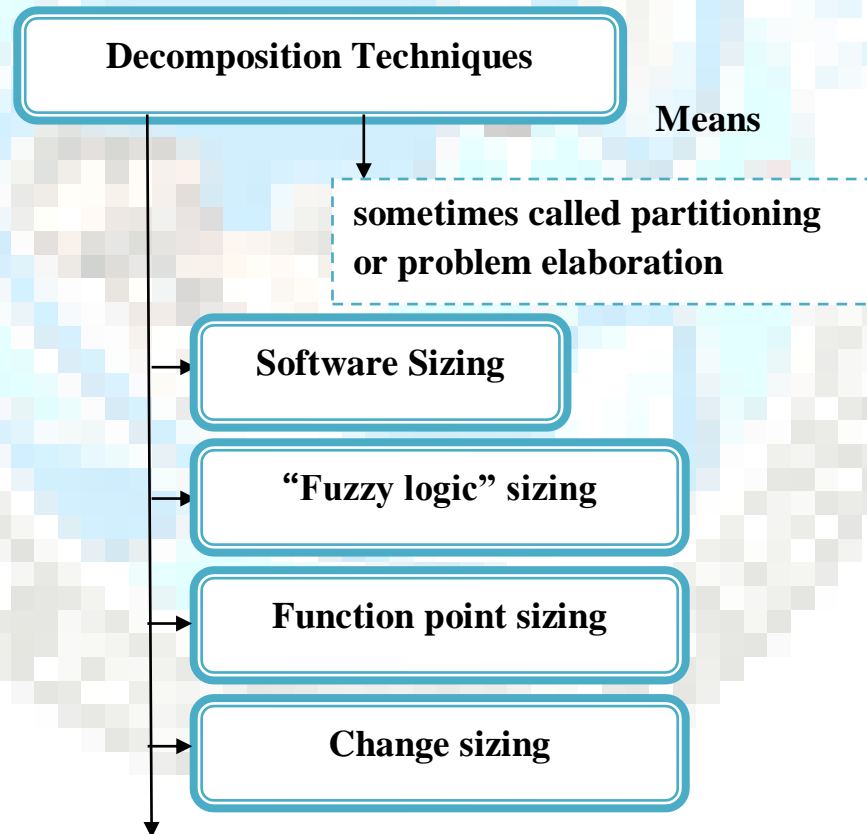 Decomposition Techniques
Means
sometimes called partitioning
or problem elaboration
Software Sizing
“Fuzzy logic” sizing
Function point sizing
Change sizing